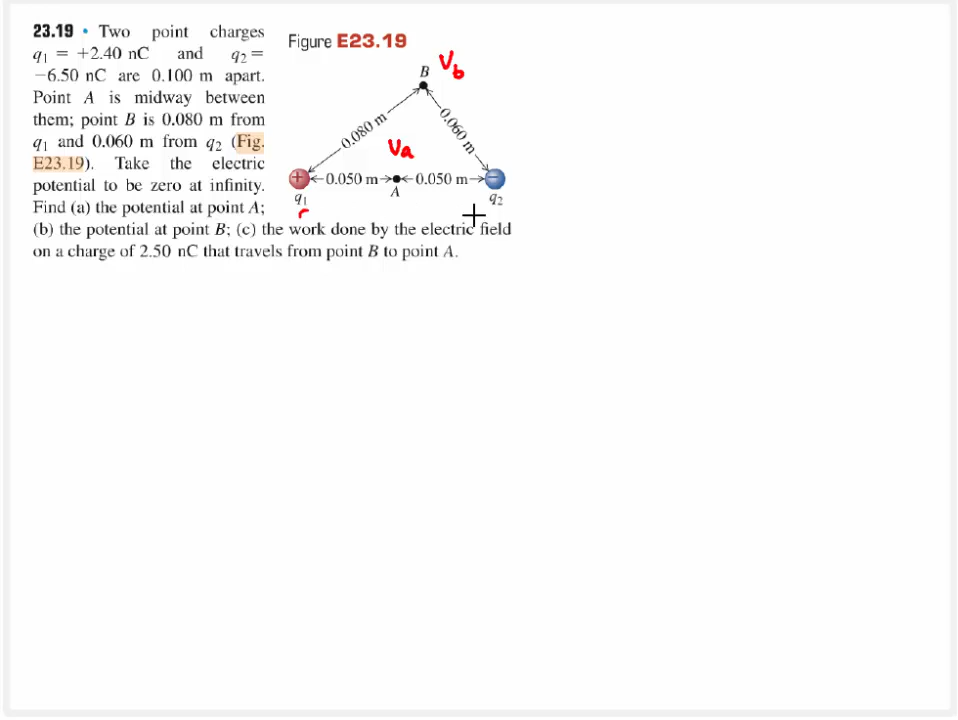 23.19 • Two point charges
q1 = +2.40 nC and q2 =
−6.50 nC are 0.100 m apart.
Point A is midway between
them; point B is 0.080 m from
q1 and 0.060 m from q2 (Fig.
E23.19). Take the electric
potential to be zero at infinity.
Find (a) the potential at point A;
(b) the potential at point B; (c) the work done by the electric field
on a charge of 2.50 nC that travels from point B to point A.
Figure E23.19
B
Vb
0.080 m
0.060 m
Va
+
0.050 m
0.050 m
−
q1
A
q2